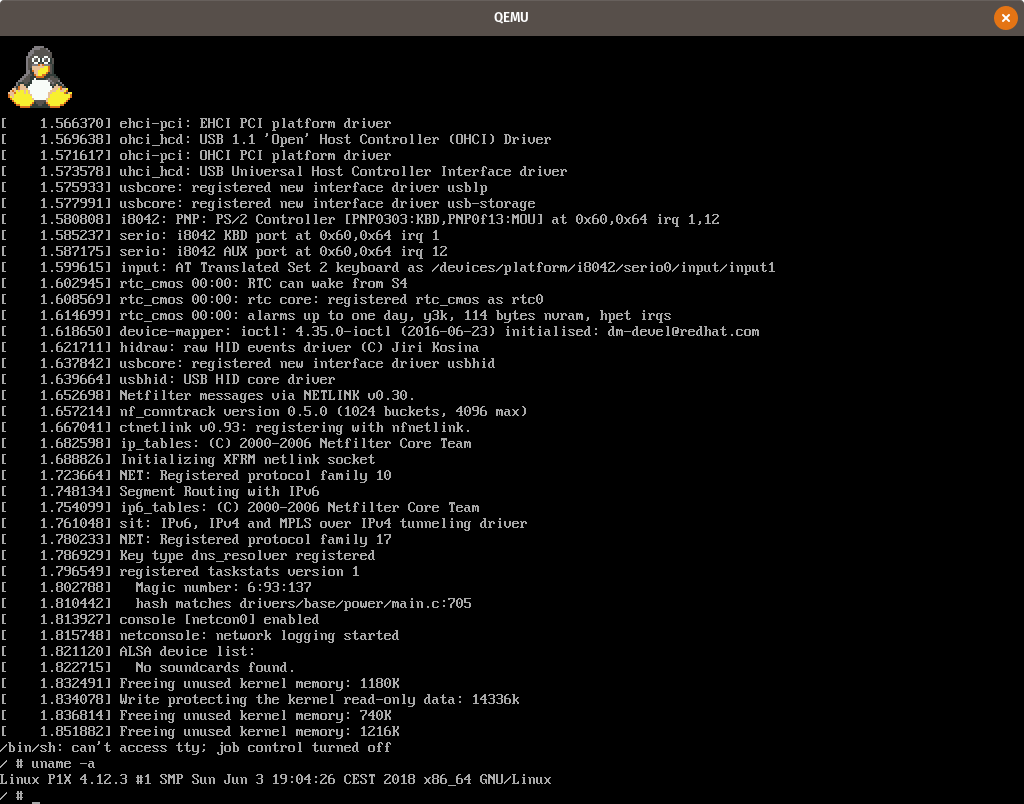 QEMU
[    1.566370] ehci-pci: EHCI PCI platform driver
[    1.569638] ohci_hcd: USB 1.1 'Open' Host Controller (OHCI) Driver
[    1.571617] ohci-pci: OHCI PCI platform driver
[    1.573578] uhci_hcd: USB Universal Host Controller Interface driver
[    1.575933] usbcore: registered new interface driver usblp
[    1.577991] usbcore: registered new interface driver usb-storage
[    1.580808] i8042: PNP: PS/2 Controller [PNP0303:KBD,PNP0f13:MOU] at 0x60,0x64 irq 1,12
[    1.585237] serio: i8042 KBD port at 0x60,0x64 irq 1
[    1.587175] serio: i8042 AUX port at 0x60,0x64 irq 12
[    1.599615] input: AT Translated Set 2 keyboard as /devices/platform/i8042/serio0/input/input1
[    1.602945] rtc_cmos 00:00: RTC can wake from S4
[    1.608569] rtc_cmos 00:00: rtc core: registered rtc_cmos as rtc0
[    1.614699] rtc_cmos 00:00: alarms up to one day, y3k, 114 bytes nvram, hpet irqs
[    1.618650] device-mapper: ioctl: 4.35.0-ioctl (2016-06-23) initialised: dm-devel@redhat.com
[    1.621711] hidraw: raw HID events driver (C) Jiri Kosina
[    1.637842] usbcore: registered new interface driver usbhid
[    1.639664] usbhid: USB HID core driver
[    1.652698] Netfilter messages via NETLINK v0.30.
[    1.657214] nf_conntrack version 0.5.0 (1024 buckets, 4096 max)
[    1.667041] ctnetlink v0.93: registering with nfnetlink.
[    1.682598] ip_tables: (C) 2000-2006 Netfilter Core Team
[    1.688826] Initializing XFRM netlink socket
[    1.723664] NET: Registered protocol family 10
[    1.748134] Segment Routing with IPv6
[    1.754099] ip6_tables: (C) 2000-2006 Netfilter Core Team
[    1.761048] sit: IPv6, IPv4 and MPLS over IPv4 tunneling driver
[    1.780233] NET: Registered protocol family 17
[    1.786929] Key type dns_resolver registered
[    1.796549] registered taskstats version 1
[    1.802788]   Magic number: 6:93:137
[    1.810442]   hash matches drivers/base/power/main.c:705
[    1.813927] console [netcon0] enabled
[    1.815748] netconsole: network logging started
[    1.821120] ALSA device list:
[    1.822715]   No soundcards found.
[    1.832491] Freeing unused kernel memory: 1180K
[    1.834078] Write protecting the kernel read-only data: 14336k
[    1.836814] Freeing unused kernel memory: 740K
[    1.851882] Freeing unused kernel memory: 1216K
/bin/sh: can't access tty; job control turned off
/ # uname -a
Linux P1X 4.12.3 #1 SMP Sun Jun 3 19:04:26 CEST 2018 x86_64 GNU/Linux
/ # _